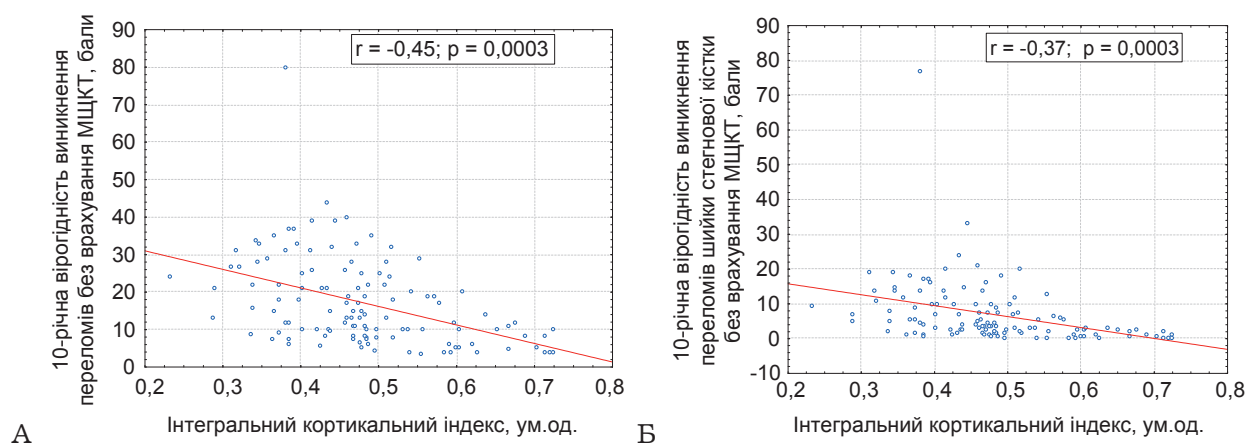 10-річна вірогідність виникнення
переломів без врахування МЩКТ, бали
90
80
70
60
50
40
30
20
10
0
r = -0,45; p = 0,0003
0,2 0,3 0,4 0,5 0,6 0,7 0,8
Інтегральний кортикальний індекс, ум.од.
А
10-річна вірогідність виникнення
переломів шийки стегнової кістки
без врахування МЩКТ, бали
90
80
70
60
50
40
30
20
10
0
-10
r = -0,37; p = 0,0003
0,2 0,3 0,4 0,5 0,6 0,7 0,8
Інтегральний кортикальний індекс, ум.од.
Б